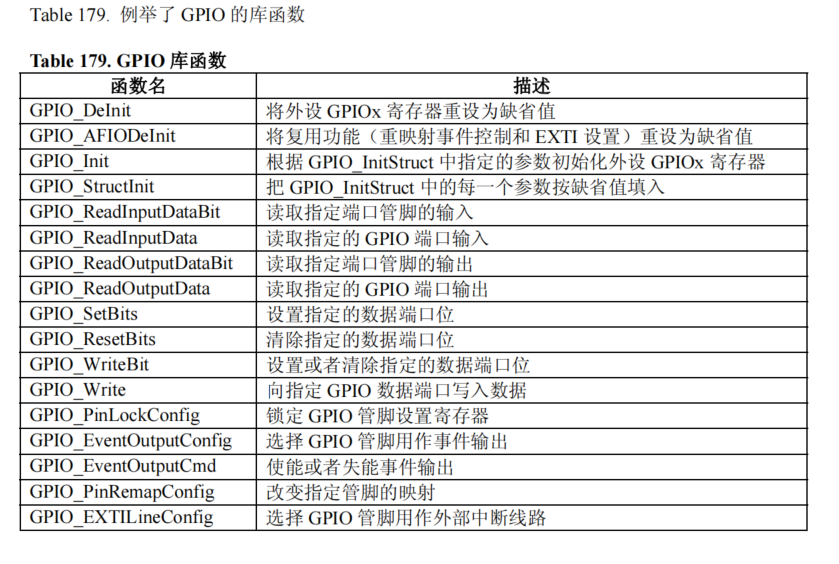 Table 179. 例举了 GPIO 的库函数
Table 179. GPIO 库函数
函数名 描述
GPIO_DeInit 将外设 GPIOx 寄存器重设为缺省值
GPIO_AFIODeInit 将复用功能（重映射事件控制和 EXTI 设置）重设为缺省值
GPIO_Init 根据 GPIO_InitStruct 中指定的参数初始化外设 GPIOx 寄存器
GPIO_StructInit 把 GPIO_InitStruct 中的每一个参数按缺省值填入
GPIO_ReadInputDataBit 读取指定端口管脚的输入
GPIO_ReadInputData 读取指定的 GPIO 端口输入
GPIO_ReadOutputDataBit 读取指定端口管脚的输出
GPIO_ReadOutputData 读取指定的 GPIO 端口输出
GPIO_SetBits 设置指定的数据端口位
GPIO_ResetBits 清除指定的数据端口位
GPIO_WriteBit 设置或者清除指定的数据端口位
GPIO_Write 向指定 GPIO 数据端口写入数据
GPIO_PinLockConfig 锁定 GPIO 管脚设置寄存器
GPIO_EventOutputConfig 选择 GPIO 管脚用作事件输出
GPIO_EventOutputCmd 使能或者失能事件输出
GPIO_PinRemapConfig 改变指定管脚的映射
GPIO_EXTILineConfig 选择 GPIO 管脚用作外部中断线路